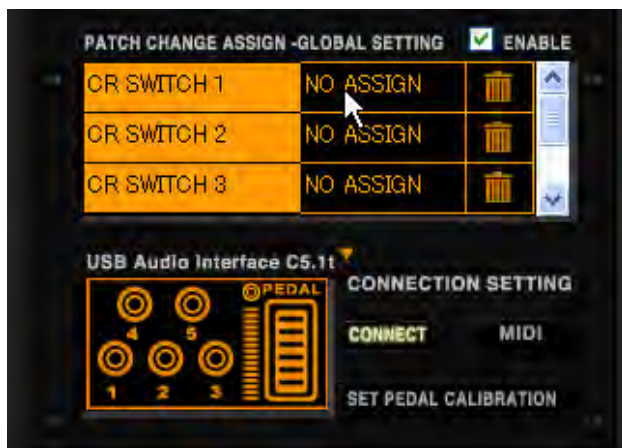 PATCH CHANGE ASSIGN -GLOBAL SETTING ENABLE
CR SWITCH 1 NO ASSIGN
CR SWITCH 2 NO ASSIGN
CR SWITCH 3 NO ASSIGN
USB Audio Interface C5.1t
PEDAL
4 5
1 2 3
CONNECTION SETTING
CONNECT MIDI
SET PEDAL CALIBRATION